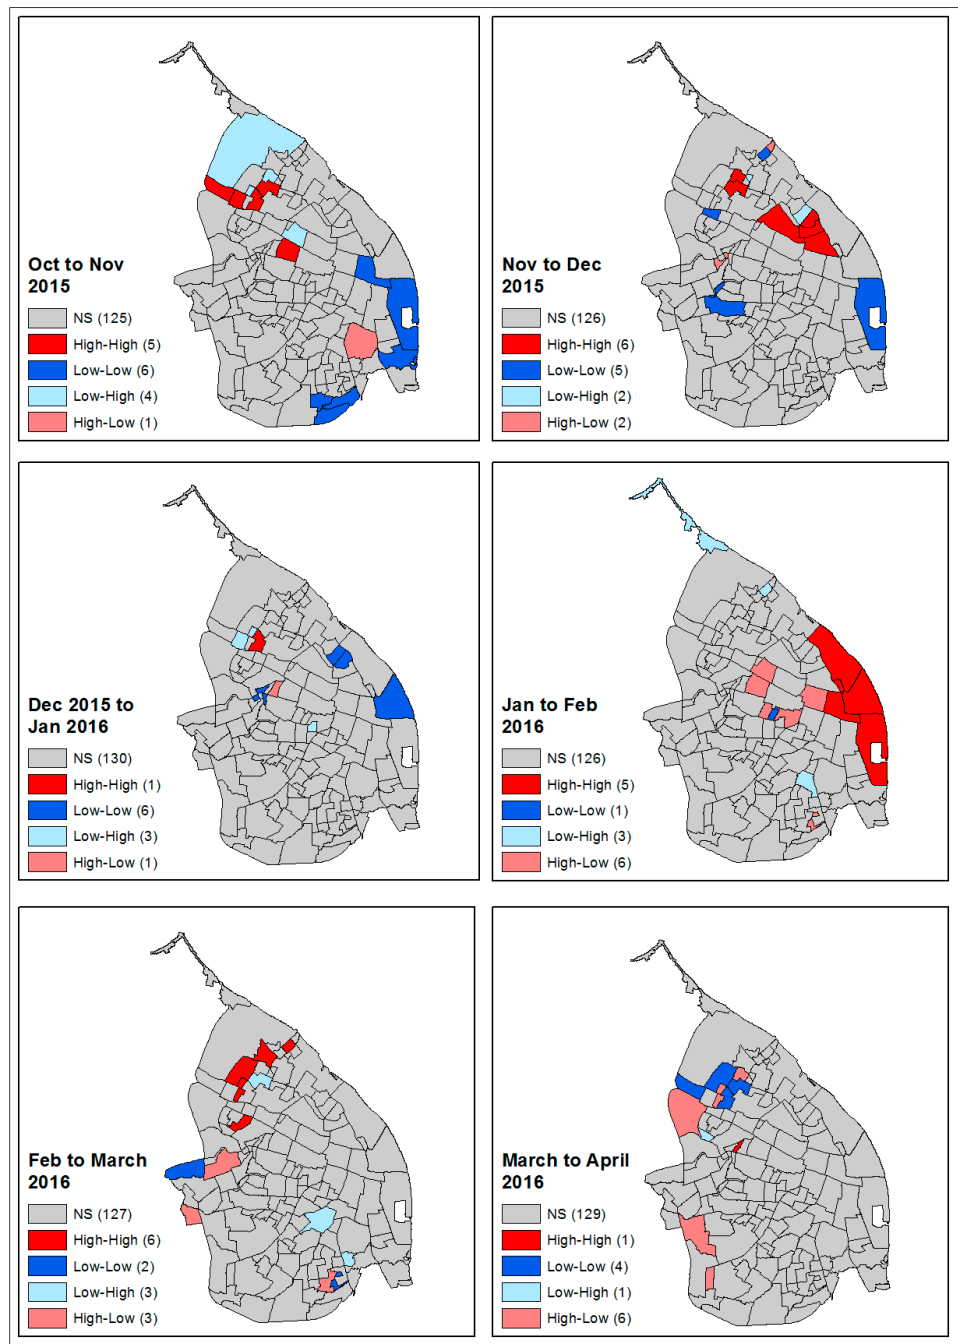 Oct to Nov
2015
NS (125)
High-High (5)
Low-Low (6)
Low-High (4)
High-Low (1)
Nov to Dec
2015
NS (126)
High-High (6)
Low-Low (5)
Low-High (2)
High-Low (2)
Dec 2015 to
Jan 2016
NS (130)
High-High (1)
Low-Low (6)
Low-High (3)
High-Low (1)
Jan to Feb
2016
NS (126)
High-High (5)
Low-Low (1)
Low-High (3)
High-Low (6)
Feb to March
2016
NS (127)
High-High (6)
Low-Low (2)
Low-High (3)
High-Low (3)
March to April
2016
NS (129)
High-High (1)
Low-Low (4)
Low-High (1)
High-Low (6)